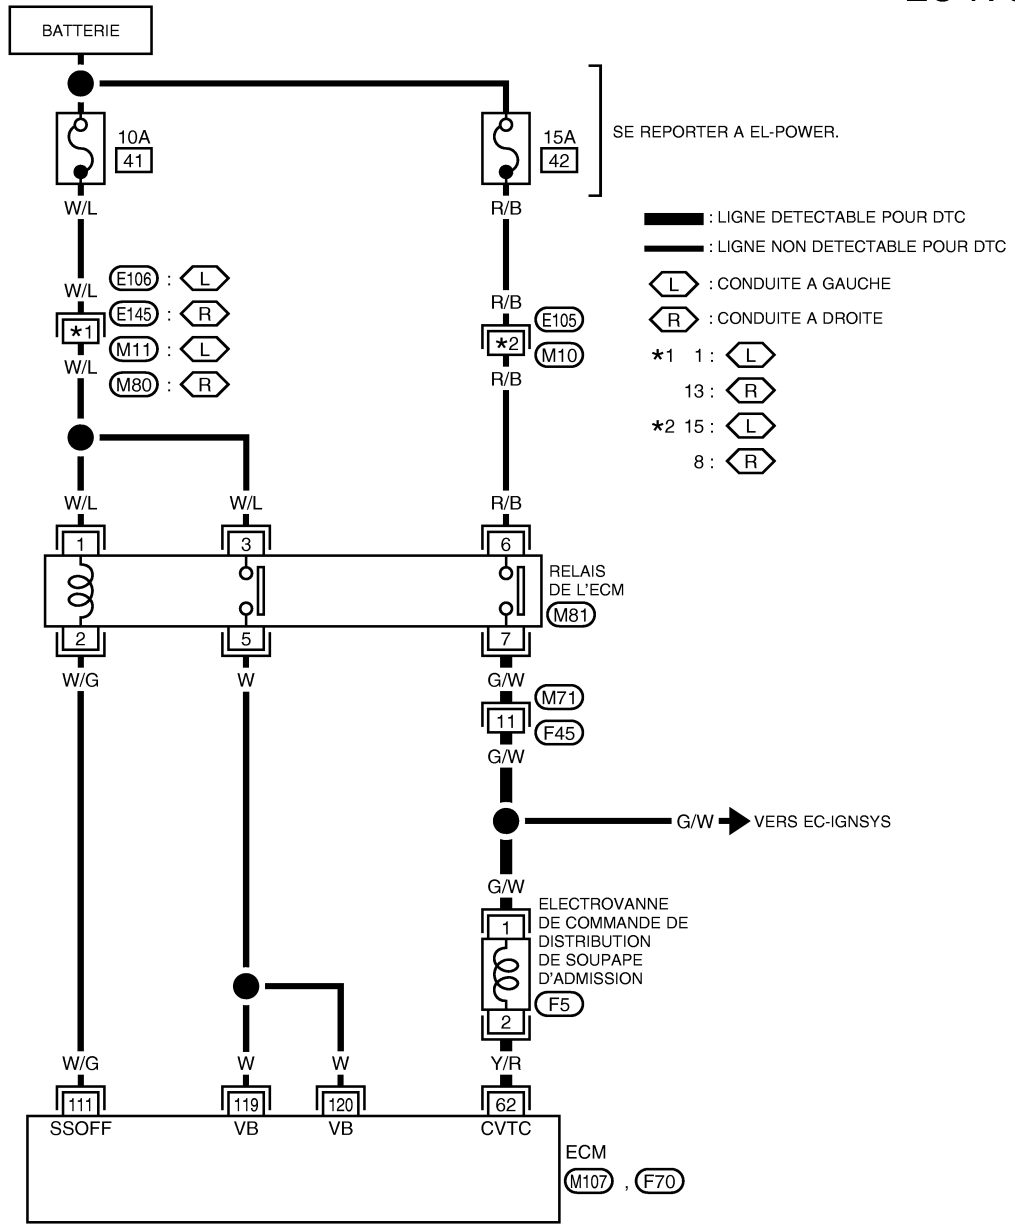 BATTERIE
10A
41
15A
42
SE REPORTER A EL-POWER.
W/L
R/B
: LIGNE DETECTABLE POUR DTC
: LIGNE NON DETECTABLE POUR DTC
L : CONDUITE A GAUCHE
R : CONDUITE A DROITE
*1 1 : L
13 : R
*2 15 : L
8 : R
W/L
E106 : L
E145 : R
M11 : L
M80 : R
*1
W/L
R/B
E105
*2
M10
R/B
W/L
W/L
R/B
1
3
6
RELAIS
DE L'ECM
M81
2
5
7
W/G
W
G/W
M71
11
F45
G/W
G/W
VERS EC-IGNSYS
G/W
1
ELECTROVANNE
DE COMMANDE DE
DISTRIBUTION
DE SOUPAPE
D'ADMISSION
F5
2
W/G
W
W
Y/R
111
119
120
62
SSOFF
VB
VB
CVTC
ECM
M107 , F70